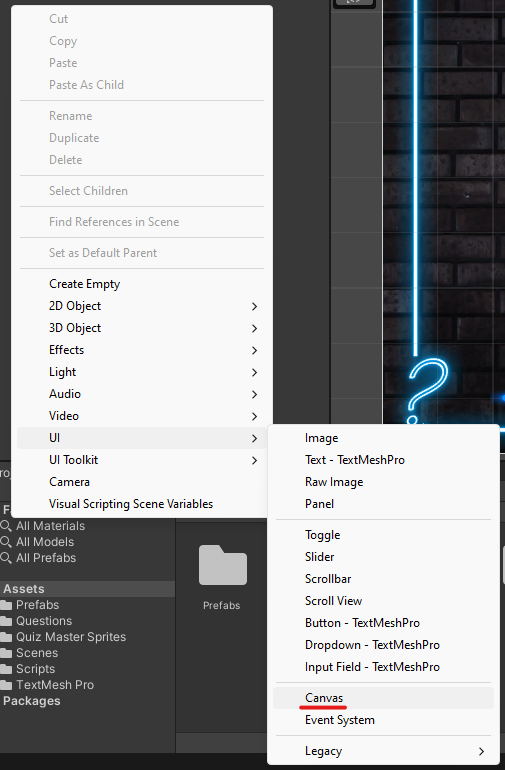 Cut
Copy
Paste
Paste As Child
Rename
Duplicate
Delete
Select Children
Find References in Scene
Set as Default Parent
Create Empty
2D Object
3D Object
Effects
Light
Audio
Video
UI
UI Toolkit
Camera
Visual Scripting Scene Variables
Image
Text - TextMeshPro
Raw Image
Panel
Toggle
Slider
Scrollbar
Scroll View
Button - TextMeshPro
Dropdown - TextMeshPro
Input Field - TextMeshPro
Canvas
Event System
Legacy
All Materials
All Models
All Prefabs
Assets
Prefabs
Questions
Quiz Master Sprites
Scenes
Scripts
TextMesh Pro
Packages
Prefabs
?